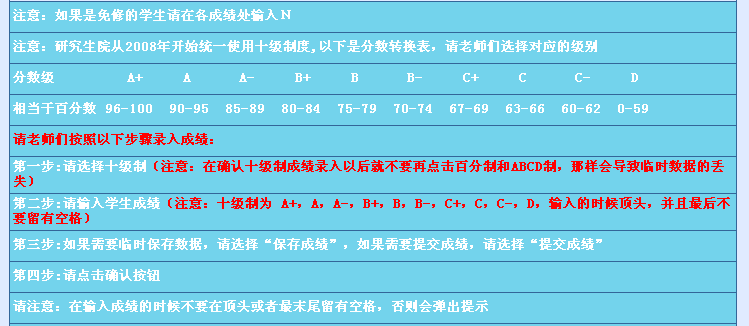 注意：如果是免修的学生请在各成绩处输入N
注意：研究生院从2008年开始统一使用十级制度,以下是分数转换表，请老师们选择对应的级别
分数级 A+ A A- B+ B B- C+ C C- D
相当于百分数 96-100 90-95 85-89 80-84 75-79 70-74 67-69 63-66 60-62 0-59
请老师们按照以下步骤录入成绩：
第一步:请选择十级制（注意：在确认十级制成绩录入以后就不要再点击百分制和ABCD制，那样会导致临时数据的丢
失）
第二步:请输入学生成绩（注意：十级制为 A+，A，A-，B+，B，B-，C+，C，C-，D，输入的时候顶头，并且最后不
要留有空格）
第三步:如果需要临时保存数据，请选择“保存成绩”，如果需要提交成绩，请选择“提交成绩”
第四步:请点击确认按钮
请注意：在输入成绩的时候不要在顶头或者最末尾留有空格，否则会弹出提示